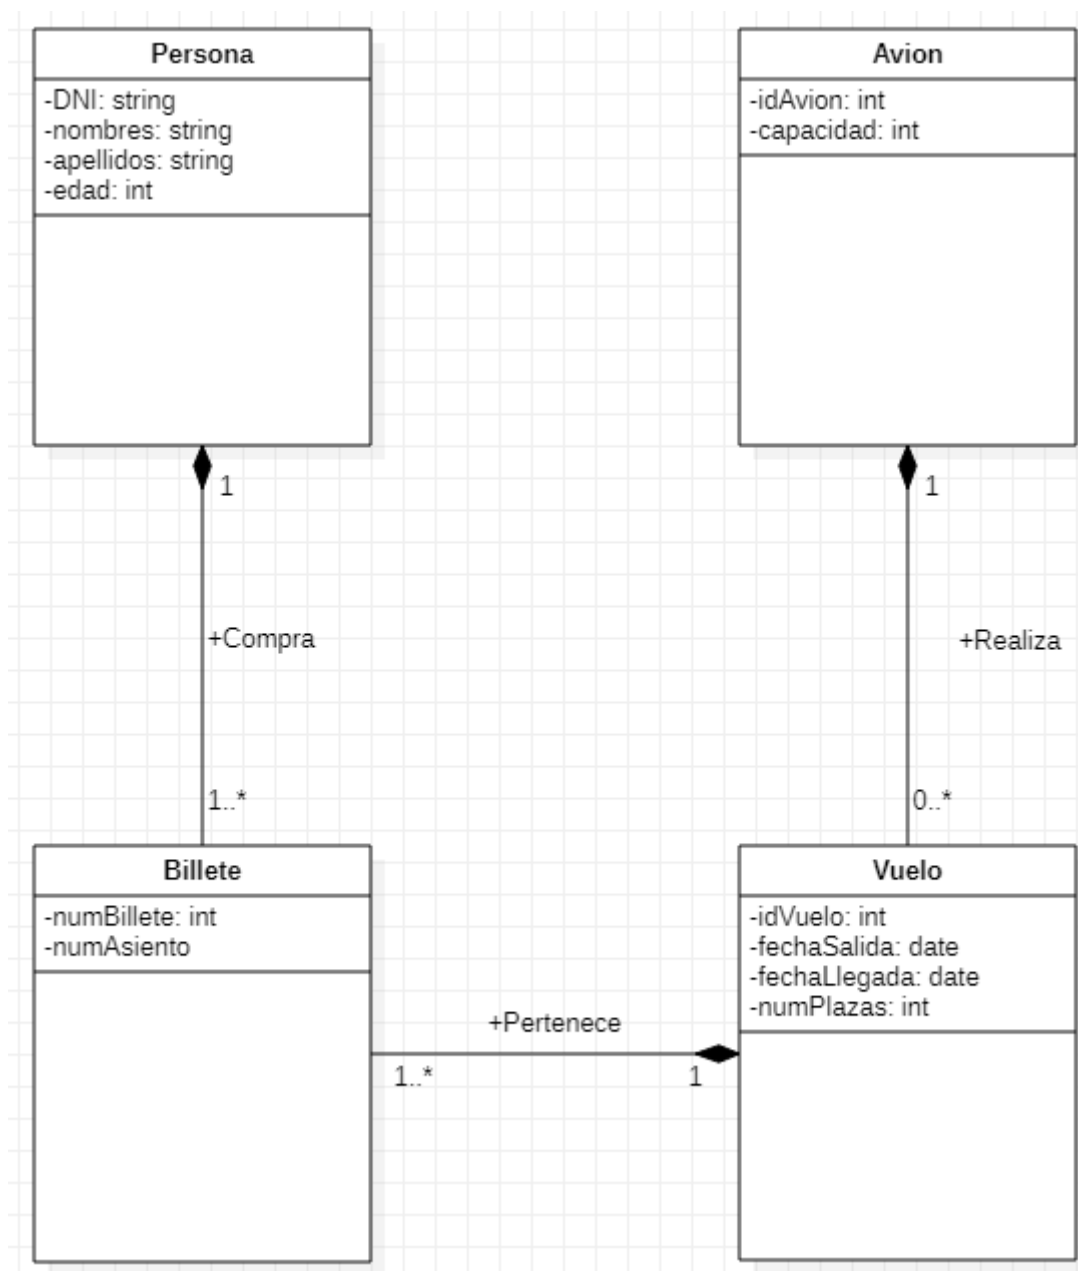 Persona
-DNI: string
-nombres: string
-apellidos: string
-edad: int
Avion
-idAvion: int
-capacidad: int
1
+Compra
1..*
1
+Realiza
0..*
Billete
-numBillete: int
-numAsiento
+Pertenece
1..*
1
Vuelo
-idVuelo: int
-fechaSalida: date
-fechaLlegada: date
-numPlazas: int